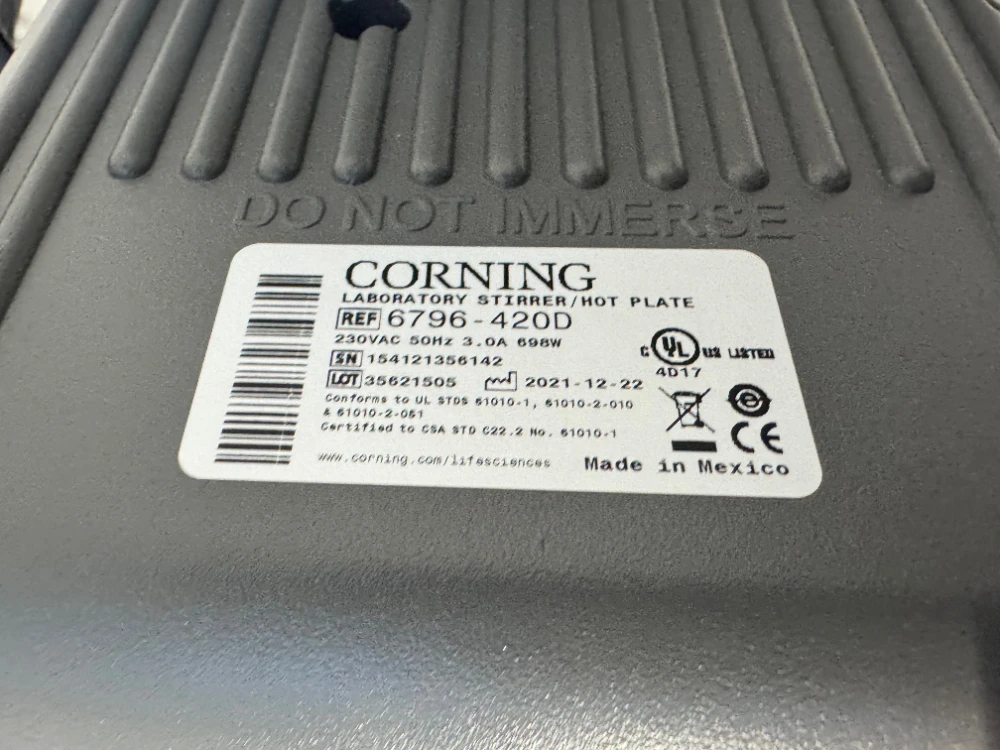 DO NOT IMMERSE
CORNING
LABORATORY STIRRER/HOT PLATE
REF 6796-420D
230VAC 50Hz 3.0A 698W
SN 154121356142
LOT 35621505 2021-12-22
Conforms to UL STDS 61010-1, 61010-2-010
& 61010-2-051
Certified to CSA STD C22.2 No. 61010-1
www.corning.com/lifesciences
C UL US LISTED
4D17
e
CE
Made in Mexico